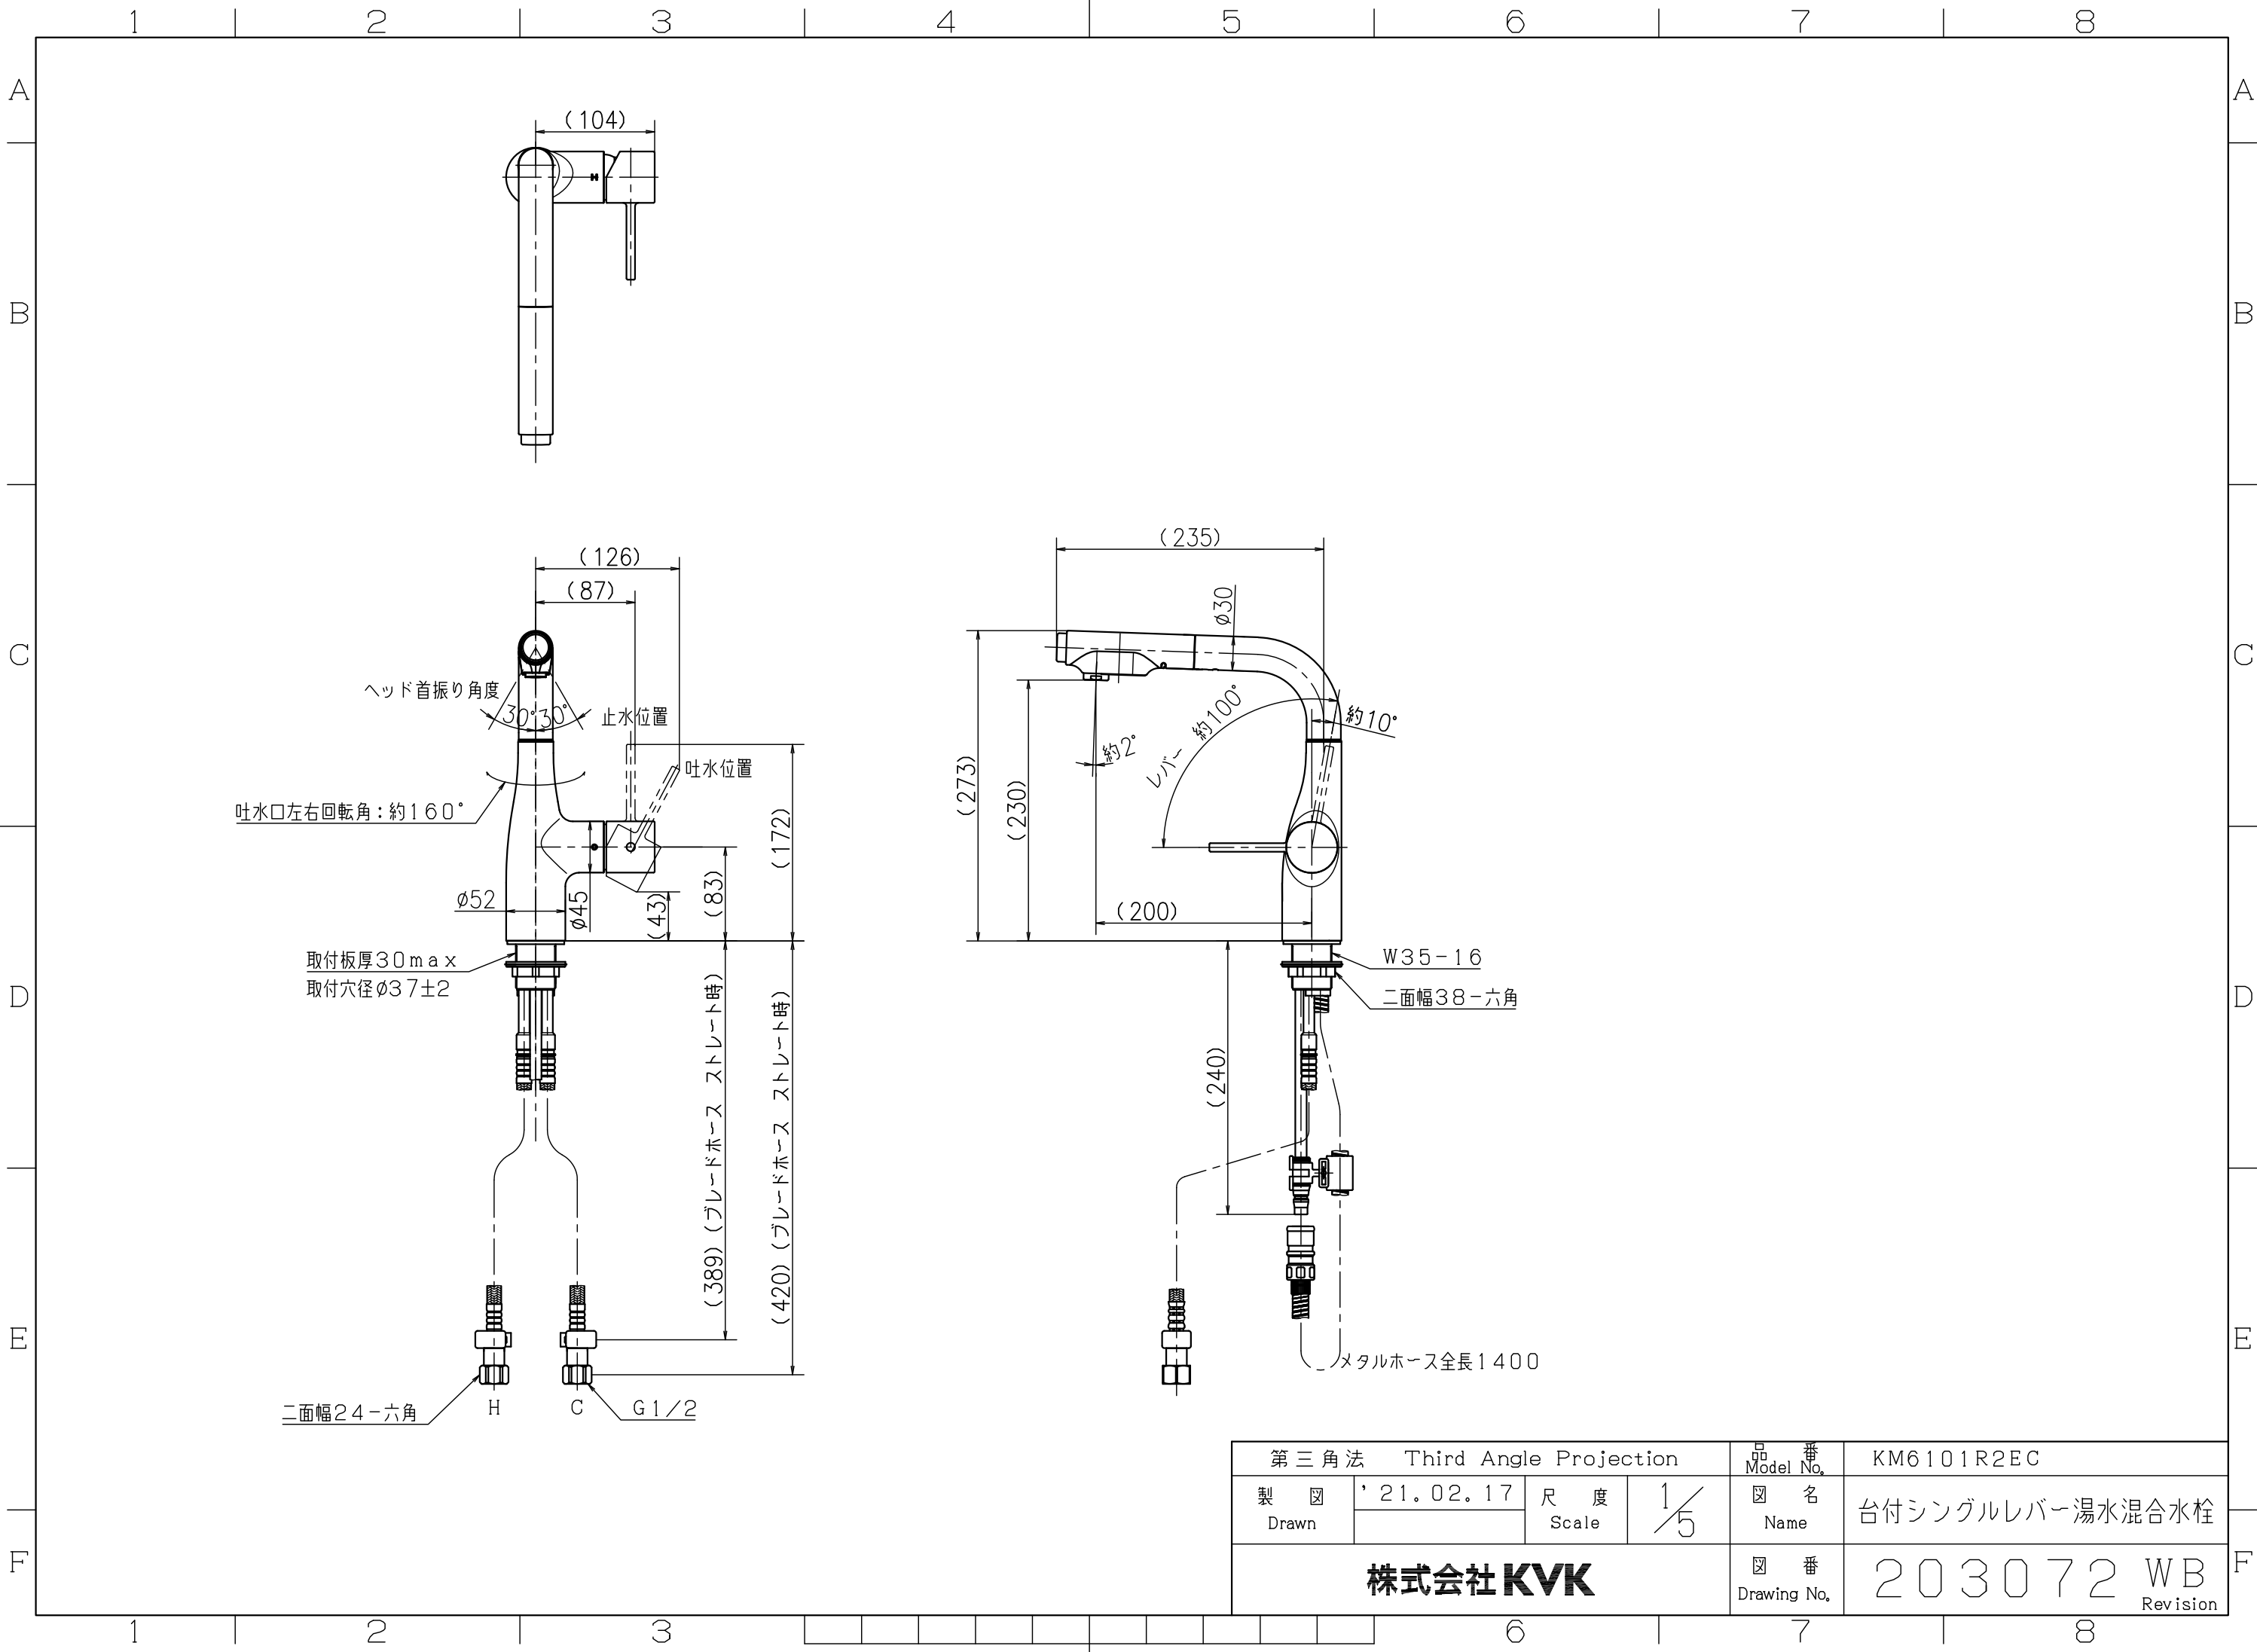 1 2 3 4 5 6 7 8
A A
B B
C C
D D
E E
F F
(104)
(126)
(87)
ヘッド首振り角度
30° 30°
止水位置
吐水位置
吐水口左右回転角：約160°
(172)
(83)
(43)
φ45
φ52
取付板厚30max
取付穴径φ37±2
(389)(ブレードホース ストレート時)
(420)(ブレードホース ストレート時)
二面幅24−六角
H
C
G1/2
(235)
φ30
(273)
(230)
約2°
レバー 約100°
約10°
(200)
W35−16
二面幅38−六角
(240)
メタルホース全長1400
第三角法 Third Angle Projection
品番 Model No.
KM6101R2EC
製図 Drawn
'21.02.17
尺度 Scale
1/5
図名 Name
台付シングルレバー湯水混合水栓
株式会社KVK
図番 Drawing No.
203072 WB
Revision
1 2 3 6 7 8